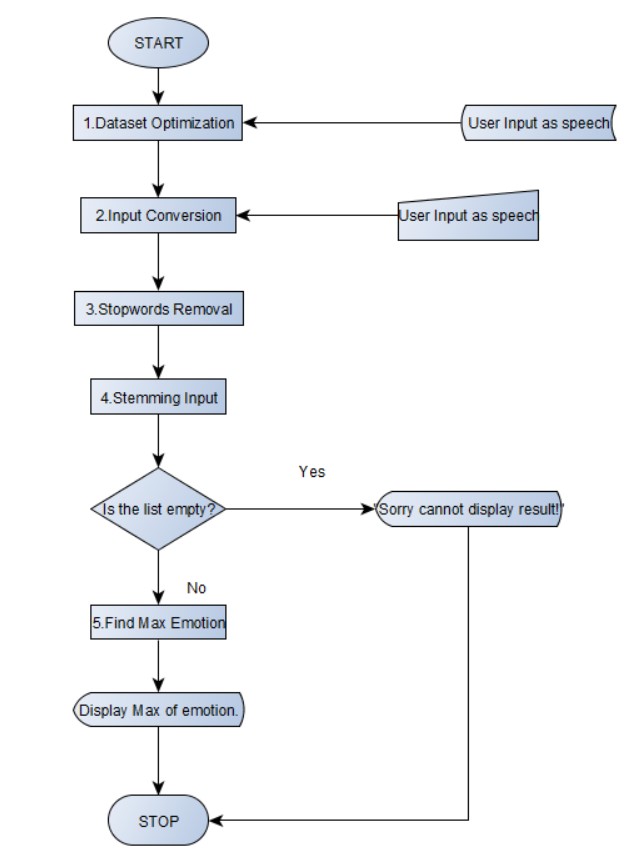 START
1.Dataset Optimization
User Input as speech
2.Input Conversion
User Input as speech
3.Stopwords Removal
4.Stemming Input
Yes
Is the list empty?
"Sorry cannot display result!"
No
5.Find Max Emotion
Display Max of emotion.
STOP